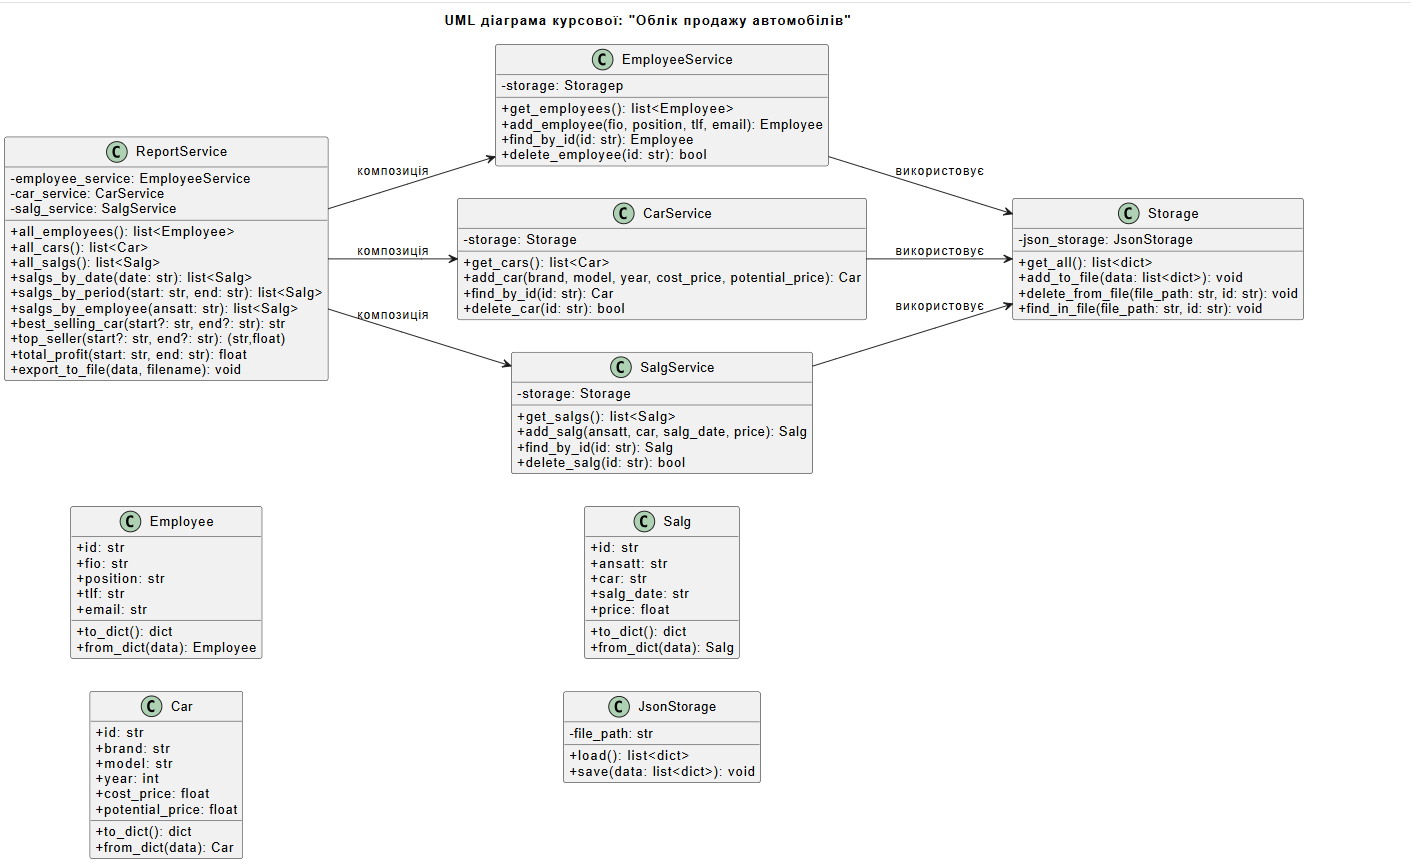 UML діаграма курсової: "Облік продажу автомобілів"
C EmployeeService
-storage: Storagep
+get_employees(): list<Employee>
+add_employee(fio, position, tlf, email): Employee
+find_by_id(id: str): Employee
+delete_employee(id: str): bool
C ReportService
-employee_service: EmployeeService
-car_service: CarService
-salg_service: SalgService
+all_employees(): list<Employee>
+all_cars(): list<Car>
+all_salgs(): list<Salg>
+salgs_by_date(date: str): list<Salg>
+salgs_by_period(start: str, end: str): list<Salg>
+salgs_by_employee(ansatt: str): list<Salg>
+best_selling_car(start?: str, end?: str): str
+top_seller(start?: str, end?: str): (str,float)
+total_profit(start: str, end: str): float
+export_to_file(data, filename): void
композиція
композиція
композиція
C CarService
-storage: Storage
+get_cars(): list<Car>
+add_car(brand, model, year, cost_price, potential_price): Car
+find_by_id(id: str): Car
+delete_car(id: str): bool
використовує
використовує
використовує
C Storage
-json_storage: JsonStorage
+get_all(): list<dict>
+add_to_file(data: list<dict>): void
+delete_from_file(file_path: str, id: str): void
+find_in_file(file_path: str, id: str): void
C SalgService
-storage: Storage
+get_salgs(): list<Salg>
+add_salg(ansatt, car, salg_date, price): Salg
+find_by_id(id: str): Salg
+delete_salg(id: str): bool
C Employee
+id: str
+fio: str
+position: str
+tlf: str
+email: str
+to_dict(): dict
+from_dict(data): Employee
C Salg
+id: str
+ansatt: str
+car: str
+salg_date: str
+price: float
+to_dict(): dict
+from_dict(data): Salg
C Car
+id: str
+brand: str
+model: str
+year: int
+cost_price: float
+potential_price: float
+to_dict(): dict
+from_dict(data): Car
C JsonStorage
-file_path: str
+load(): list<dict>
+save(data: list<dict>): void